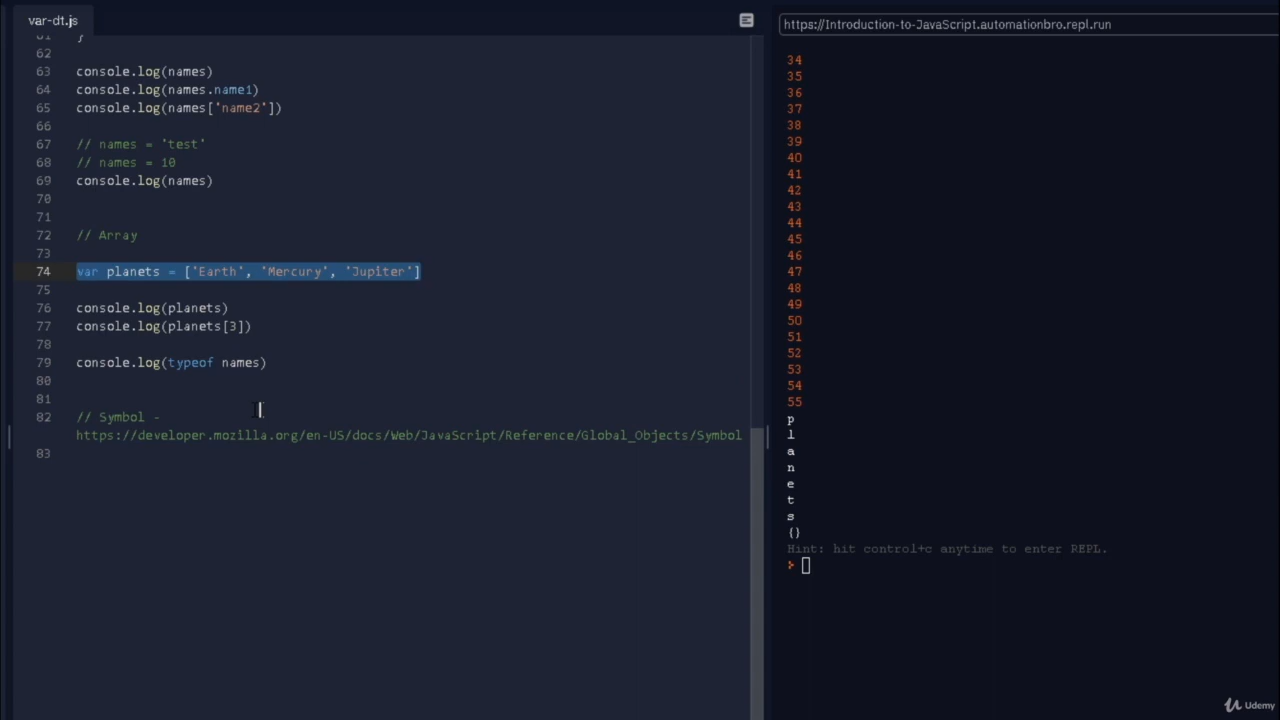 var-dt.js
61 }
62
63 console.log(names)
64 console.log(names.name1)
65 console.log(names['name2'])
66
67 // names = 'test'
68 // names = 10
69 console.log(names)
70
71
72 // Array
73
74 var planets = ['Earth', 'Mercury', 'Jupiter']
75
76 console.log(planets)
77 console.log(planets[3])
78
79 console.log(typeof names)
80
81
82 // Symbol -
https://developer.mozilla.org/en-US/docs/Web/JavaScript/Reference/Global_Objects/Symbol
83
https://Introduction-to-JavaScript.automationbro.repl.run
34
35
36
37
38
39
40
41
42
43
44
45
46
47
48
49
50
51
52
53
54
55
p
l
a
n
e
t
s
{}
Hint: hit control+c anytime to enter REPL.
Udemy